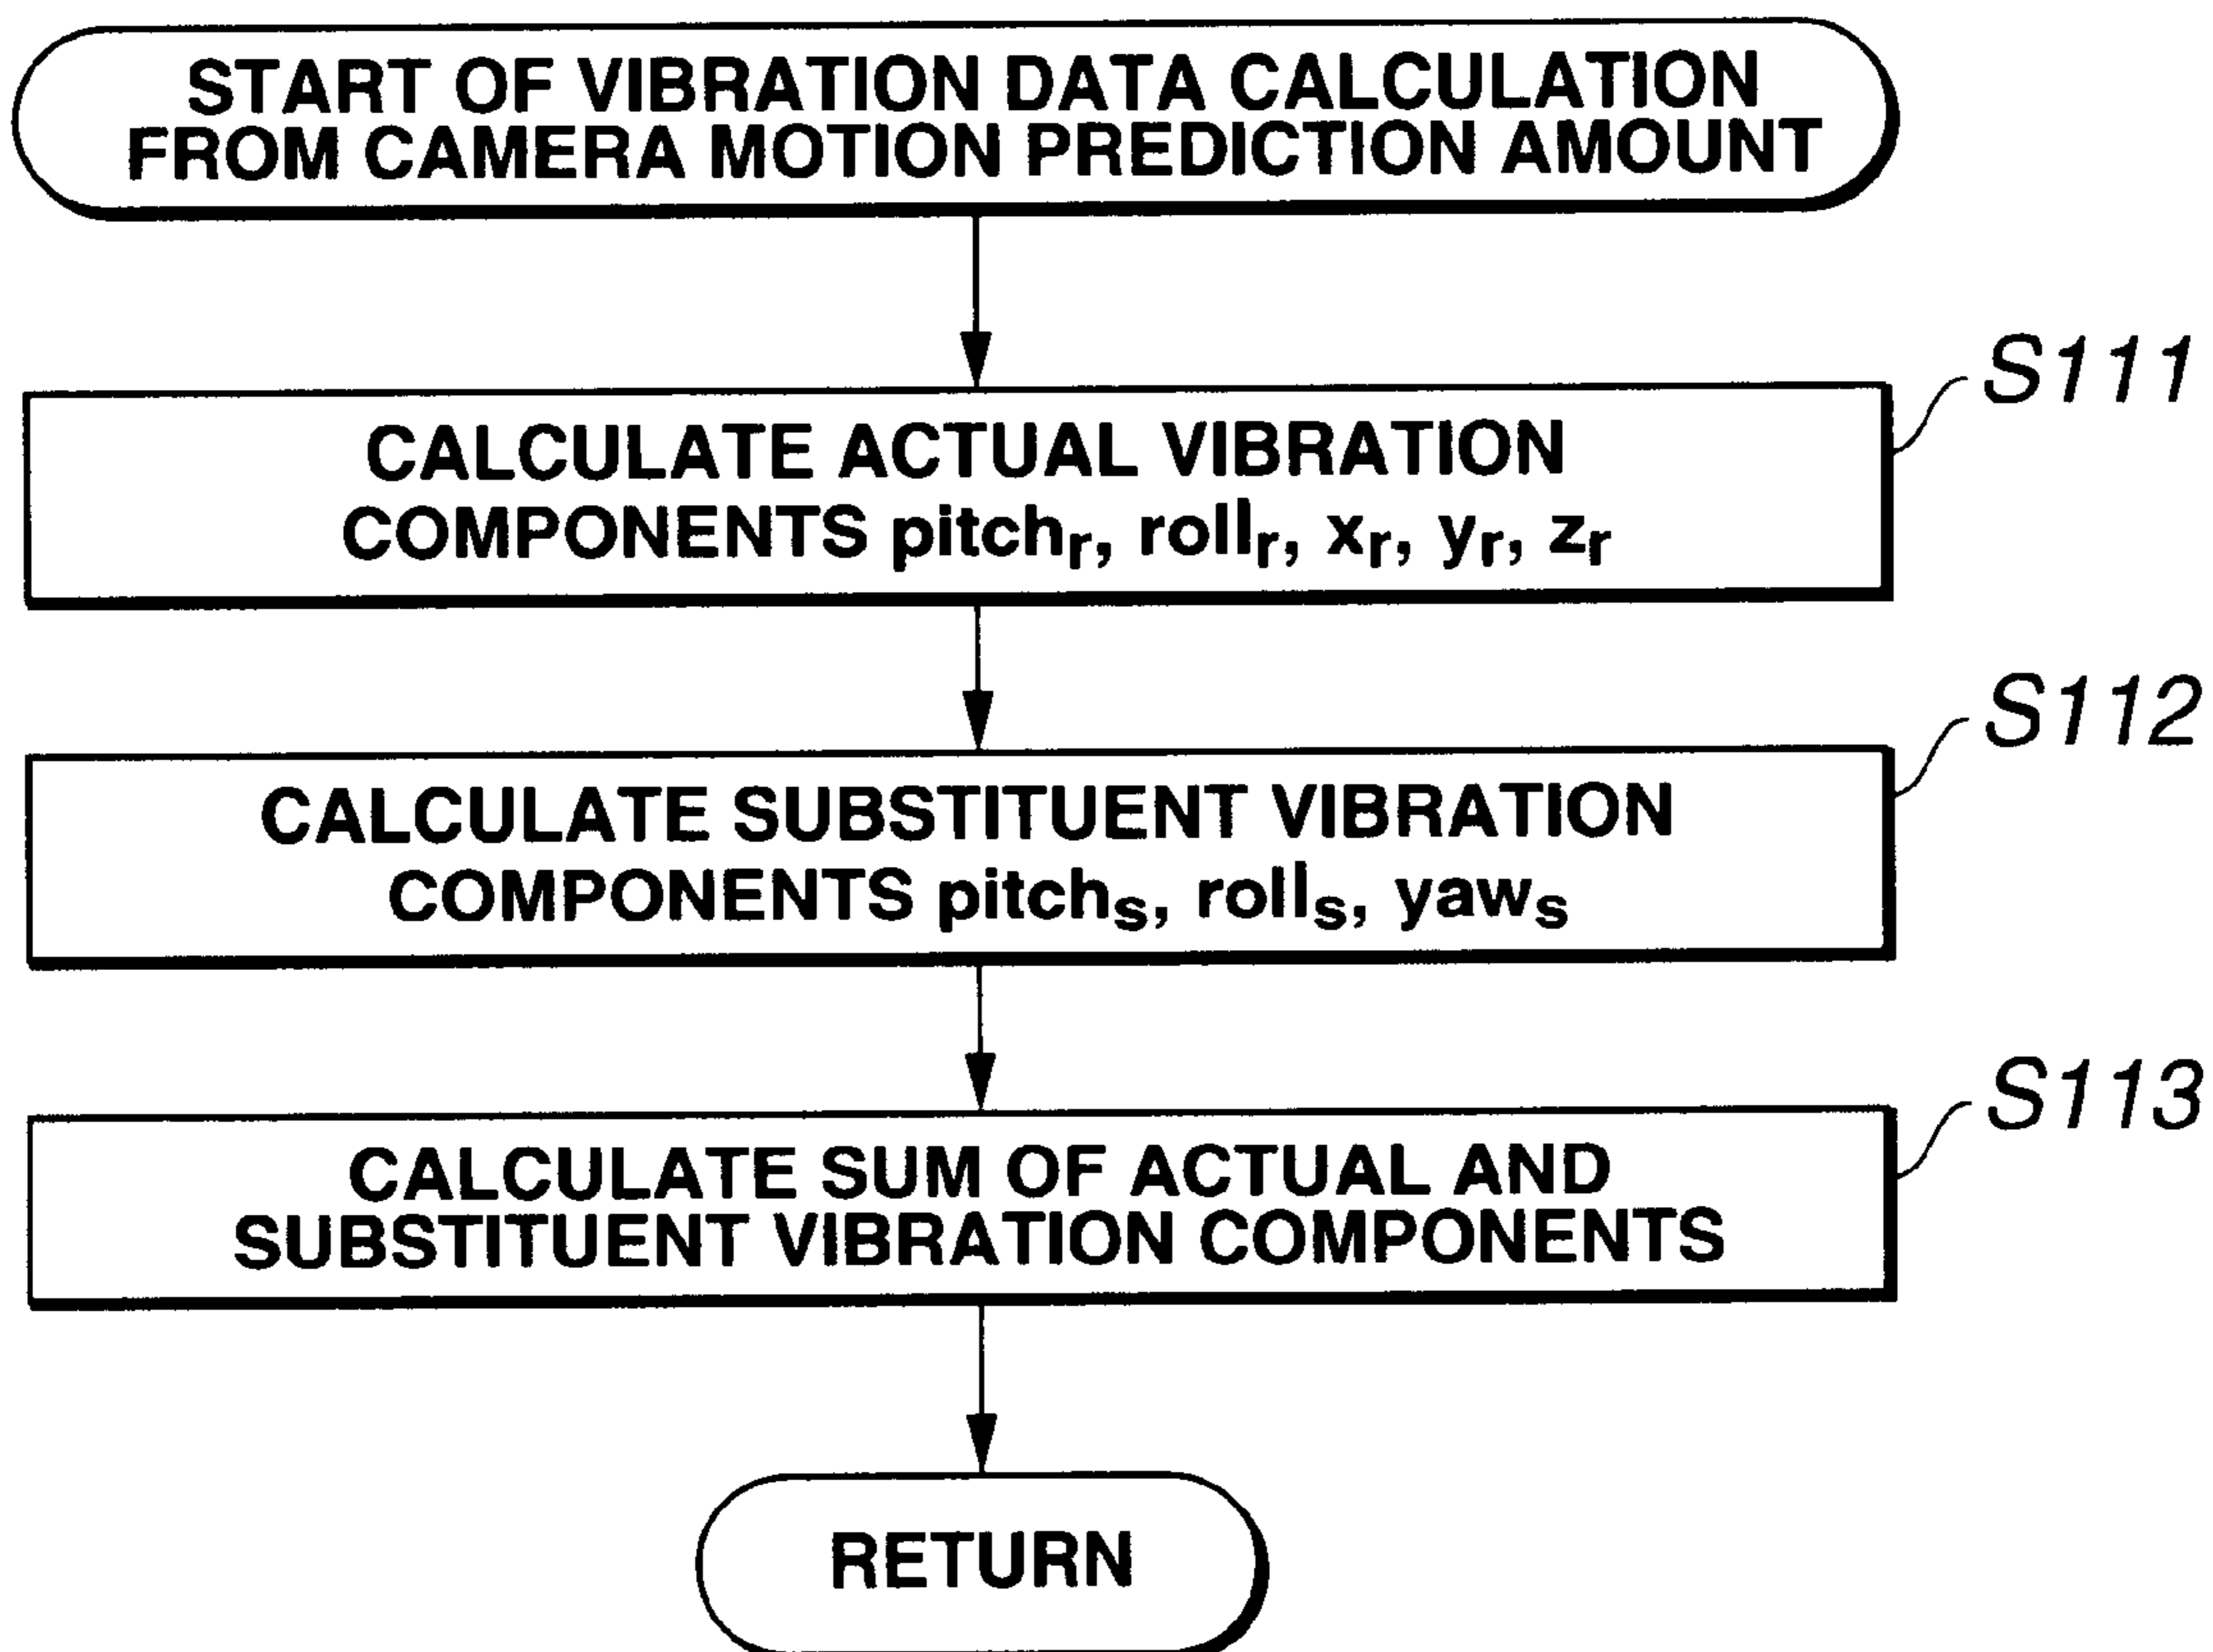 START OF VIBRATION DATA CALCULATION
FROM CAMERA MOTION PREDICTION AMOUNT
S111
CALCULATE ACTUAL VIBRATION
COMPONENTS pitchr, rollr, xr, yr, zr
S112
CALCULATE SUBSTITUENT VIBRATION
COMPONENTS pitchs, rolls, yaws
S113
CALCULATE SUM OF ACTUAL AND
SUBSTITUENT VIBRATION COMPONENTS
RETURN